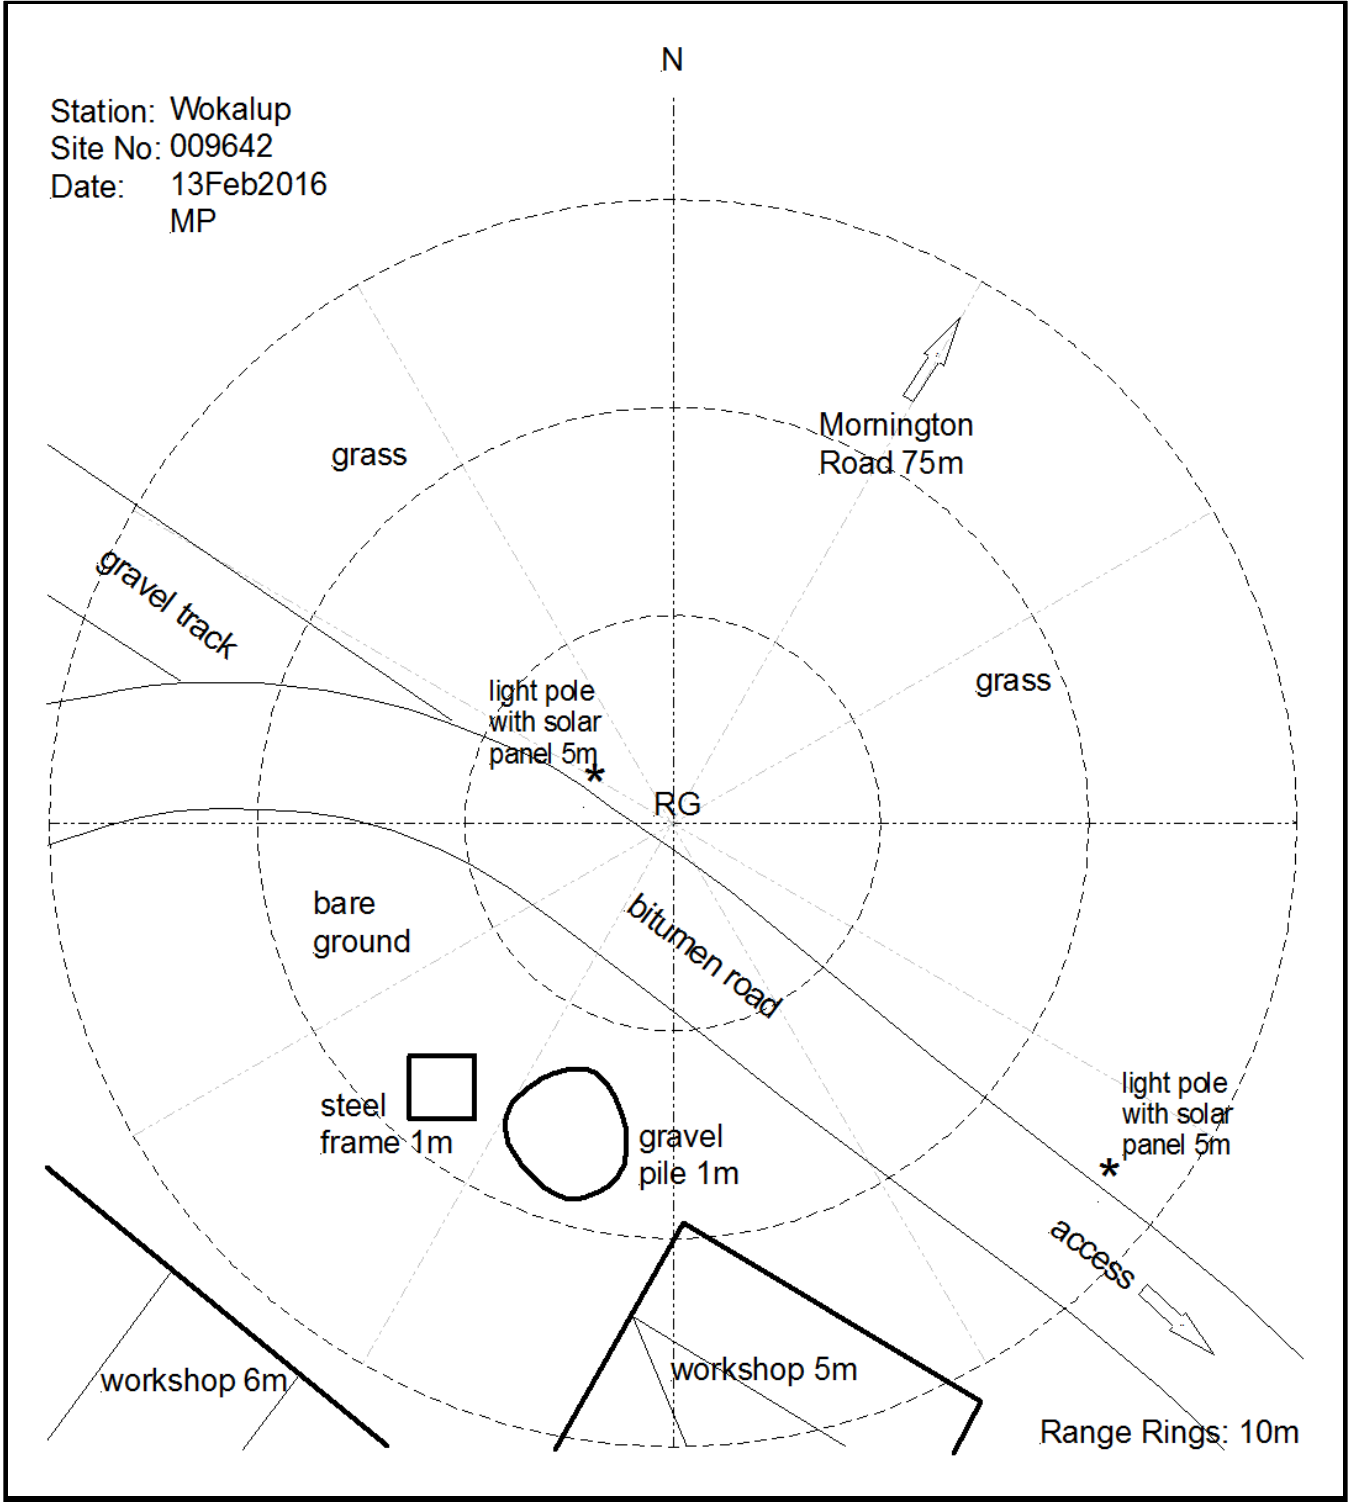 N
Station: Wokalup
Site No: 009642
Date: 13Feb2016
MP
Mornington
Road 75m
grass
gravel track
grass
light pole
with solar
panel 5m
*
RG
bare
ground
bitumen road
steel
frame 1m
gravel
pile 1m
light pole
with solar
panel 5m
*
access
workshop 6m
workshop 5m
Range Rings: 10m